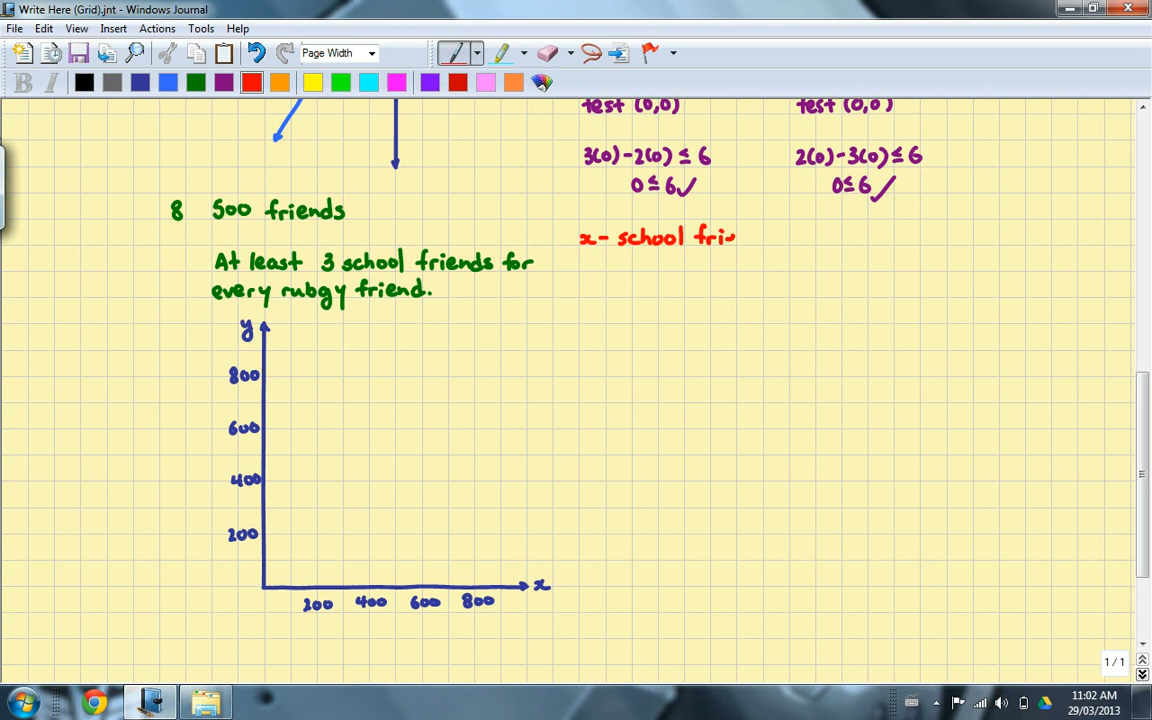 Write Here (Grid).jnt - Windows Journal
File Edit View Insert Actions Tools Help
Page Width
B I
test (0,0) test (0,0)
3(0)-2(0) ≤ 6 2(0)-3(0) ≤ 6
0 ≤ 6 ✓ 0 ≤ 6 ✓
8 500 friends
x - school fri
At least 3 school friends for
every rubgy friend.
y
800
600
400
200
x
200 400 600 800
1 / 1
11:02 AM
29/03/2013